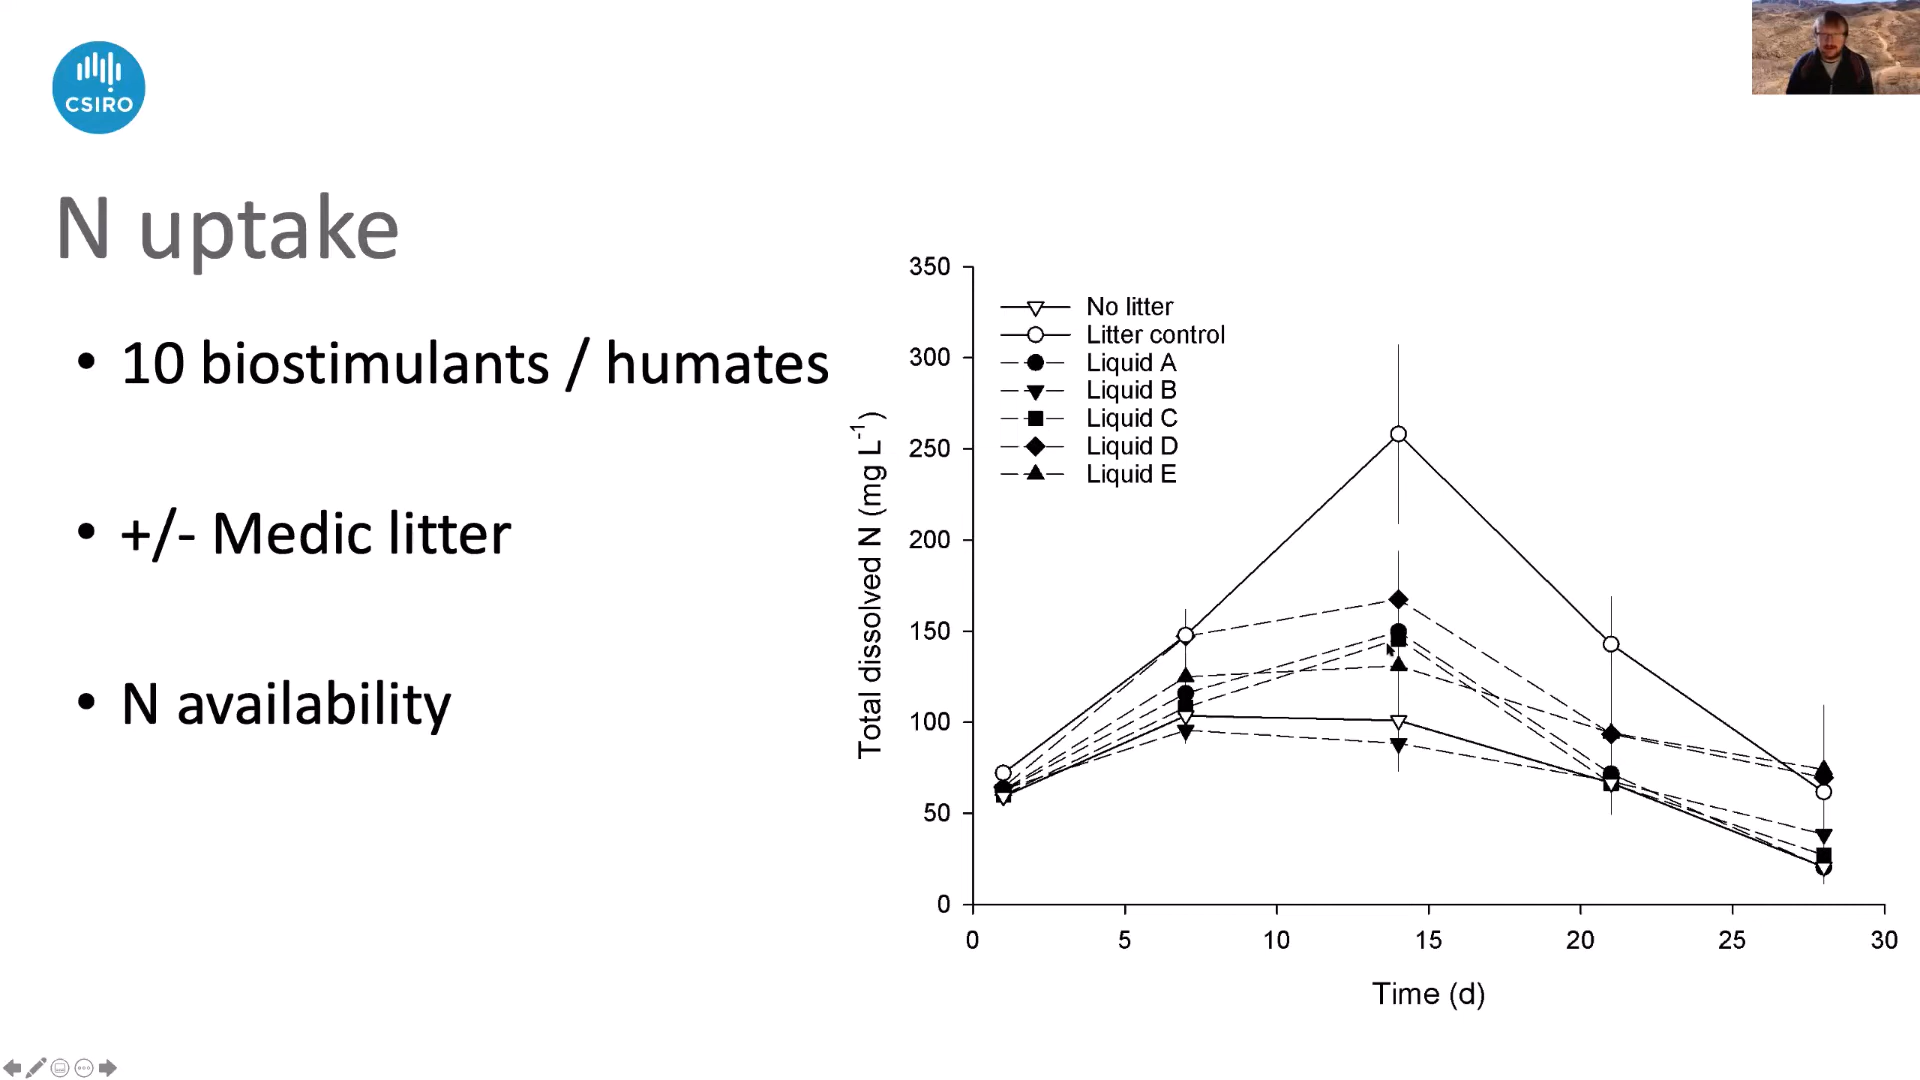 CSIRO
N uptake
• 10 biostimulants / humates
• +/- Medic litter
• N availability
Total dissolved N (mg L⁻¹)
350
300
250
200
150
100
50
0
No litter
Litter control
Liquid A
Liquid B
Liquid C
Liquid D
Liquid E
0 5 10 15 20 25 30
Time (d)